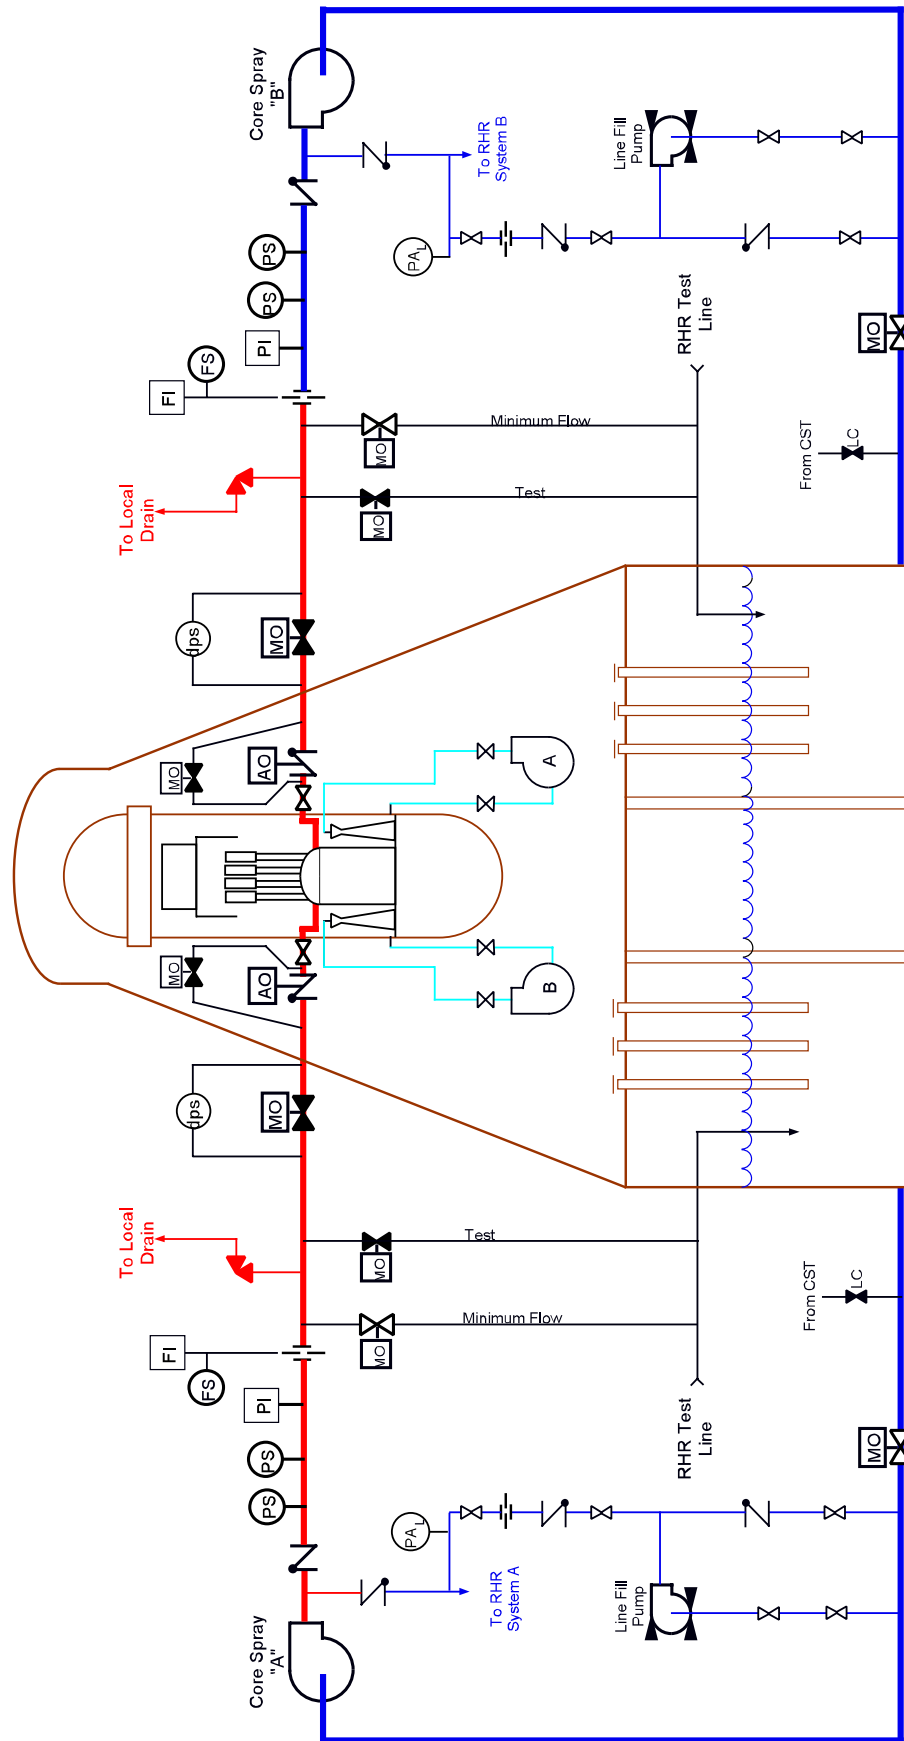 To Local
Drain
To Local
Drain
FI
MO
MO
FI
FS
dps
dps
FS
Core Spray
"A"
PS
PS
PI
MO
AO
AO
MO
PI
PS
PS
Core Spray
"B"
MO
MO
MO
MO
PAL
PAL
Minimum Flow
Test
Test
Minimum Flow
To RHR
System A
To RHR
System B
B
A
Line Fill
Pump
Line Fill
Pump
RHR Test
Line
RHR Test
Line
From CST
LC
From CST
LC
MO
MO